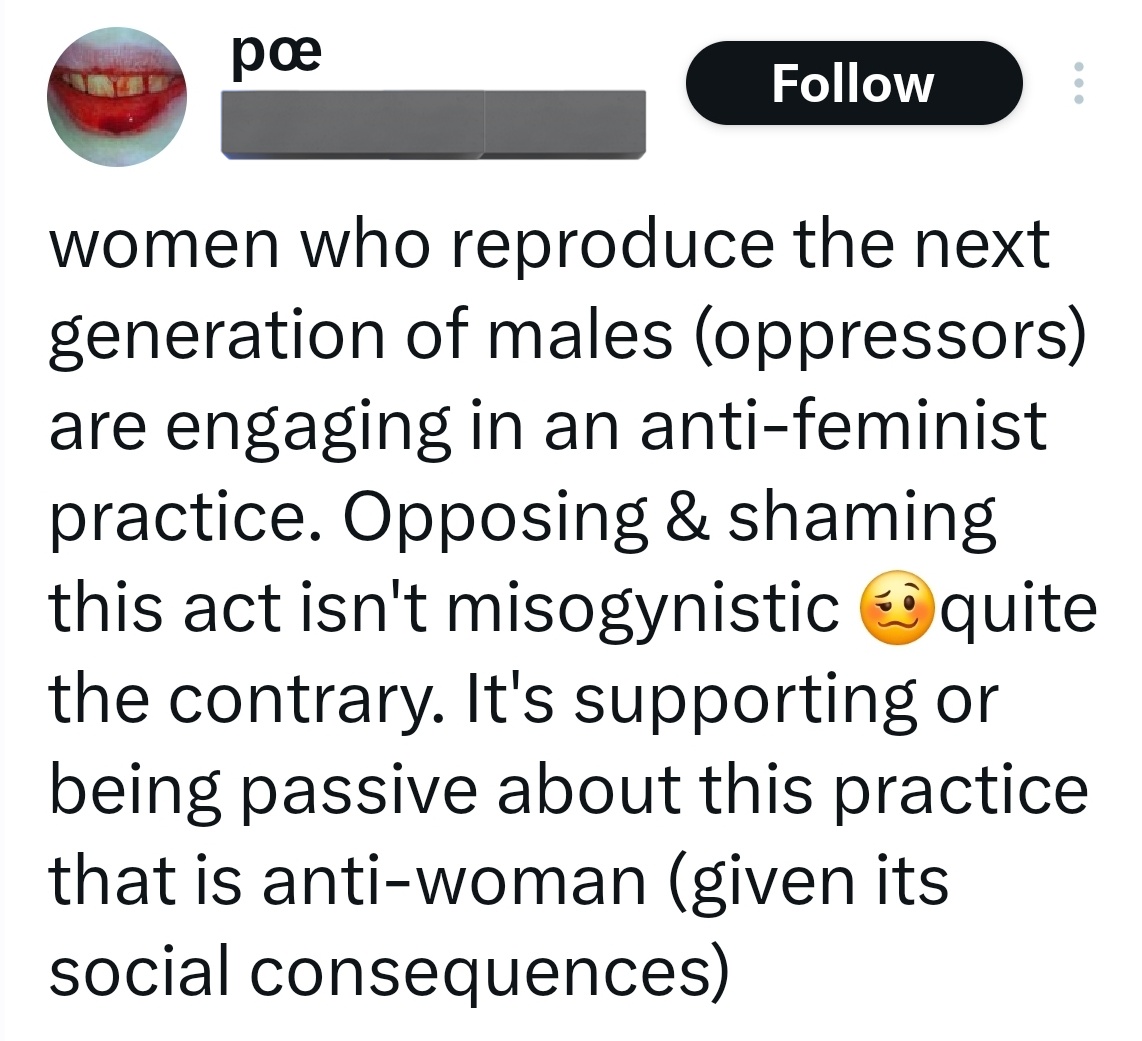 pœ
Follow
women who reproduce the next
generation of males (oppressors)
are engaging in an anti-feminist
practice. Opposing & shaming
this act isn't misogynistic 🥴quite
the contrary. It's supporting or
being passive about this practice
that is anti-woman (given its
social consequences)